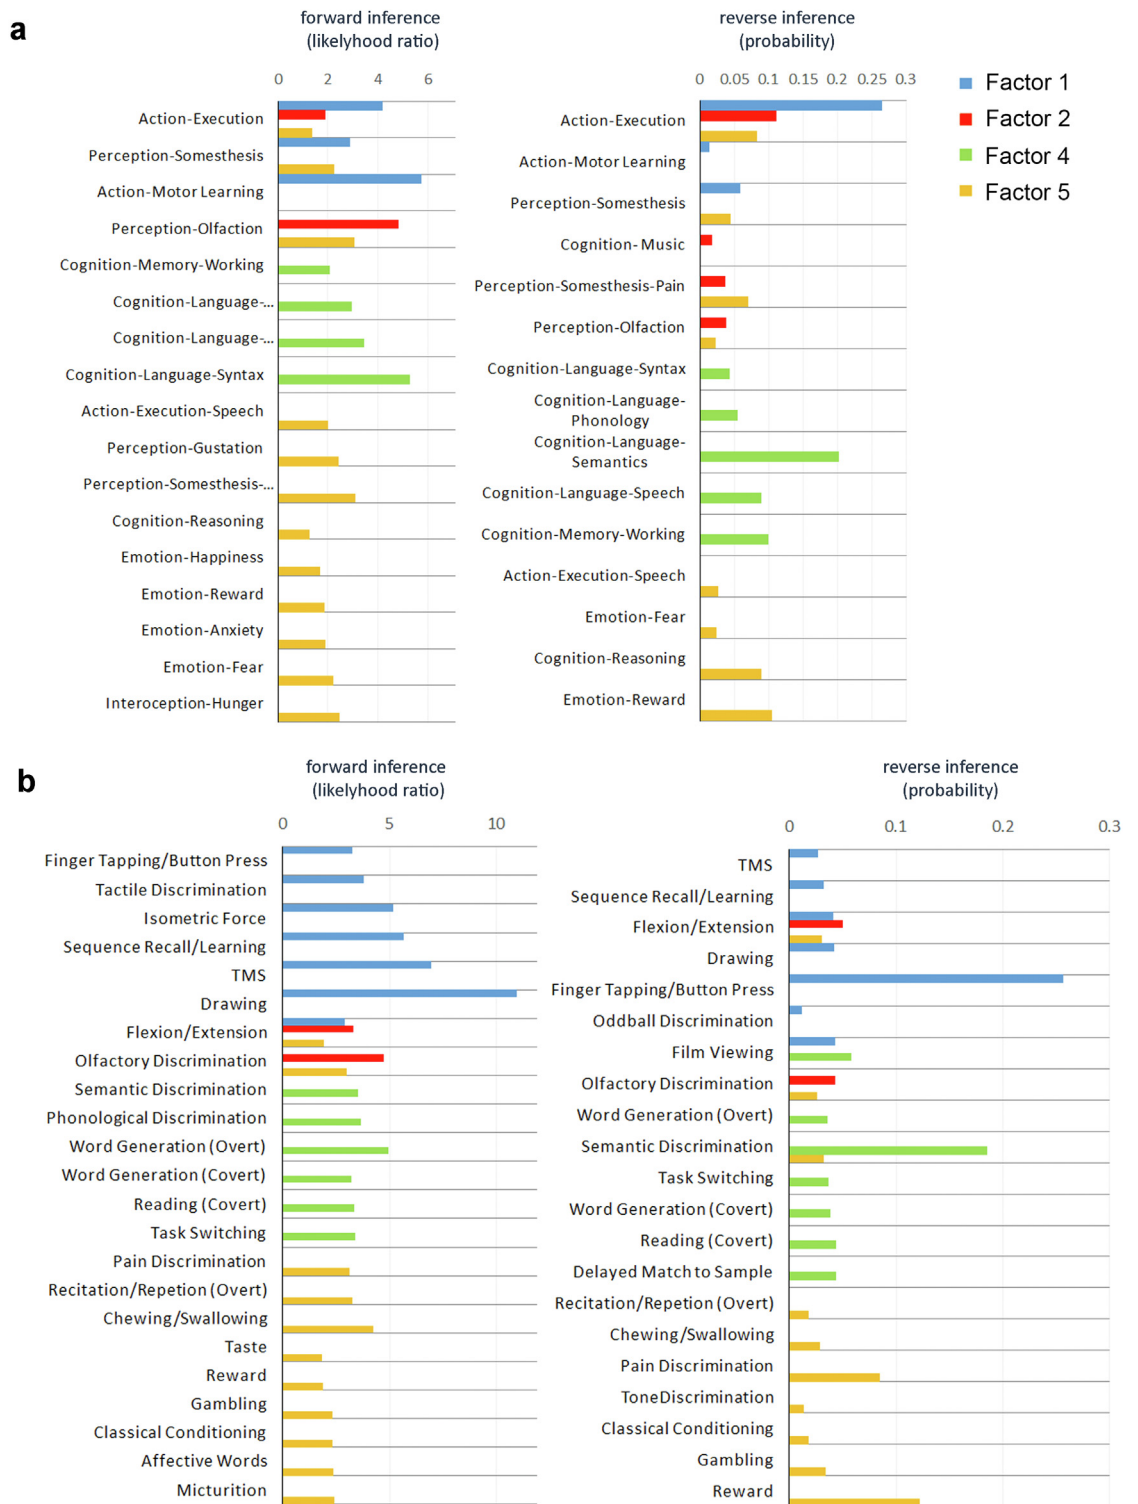 a
forward inference
(likelyhood ratio)
0 2 4 6
Action-Execution
Perception-Somesthesis
Action-Motor Learning
Perception-Olfaction
Cognition-Memory-Working
Cognition-Language-...
Cognition-Language-...
Cognition-Language-Syntax
Action-Execution-Speech
Perception-Gustation
Perception-Somesthesis-...
Cognition-Reasoning
Emotion-Happiness
Emotion-Reward
Emotion-Anxiety
Emotion-Fear
Interoception-Hunger
reverse inference
(probability)
0 0.05 0.1 0.15 0.2 0.25 0.3
Action-Execution
Action-Motor Learning
Perception-Somesthesis
Cognition-Music
Perception-Somesthesis-Pain
Perception-Olfaction
Cognition-Language-Syntax
Cognition-Language-
Phonology
Cognition-Language-
Semantics
Cognition-Language-Speech
Cognition-Memory-Working
Action-Execution-Speech
Emotion-Fear
Cognition-Reasoning
Emotion-Reward
Factor 1
Factor 2
Factor 4
Factor 5
b
forward inference
(likelyhood ratio)
0 5 10
Finger Tapping/Button Press
Tactile Discrimination
Isometric Force
Sequence Recall/Learning
TMS
Drawing
Flexion/Extension
Olfactory Discrimination
Semantic Discrimination
Phonological Discrimination
Word Generation (Overt)
Word Generation (Covert)
Reading (Covert)
Task Switching
Pain Discrimination
Recitation/Repetion (Overt)
Chewing/Swallowing
Taste
Reward
Gambling
Classical Conditioning
Affective Words
Micturition
reverse inference
(probability)
0 0.1 0.2 0.3
TMS
Sequence Recall/Learning
Flexion/Extension
Drawing
Finger Tapping/Button Press
Oddball Discrimination
Film Viewing
Olfactory Discrimination
Word Generation (Overt)
Semantic Discrimination
Task Switching
Word Generation (Covert)
Reading (Covert)
Delayed Match to Sample
Recitation/Repetion (Overt)
Chewing/Swallowing
Pain Discrimination
ToneDiscrimination
Classical Conditioning
Gambling
Reward